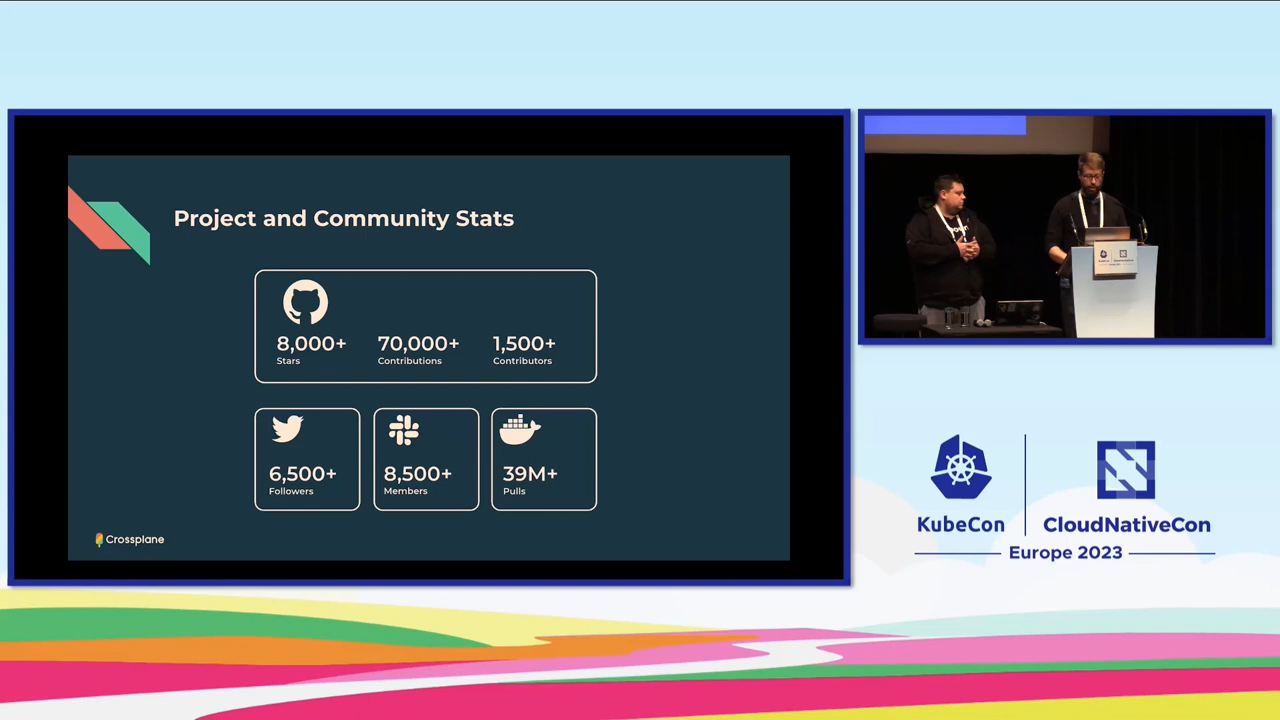 Project and Community Stats
8,000+ 70,000+ 1,500+
Stars Contributions Contributors
6,500+ 8,500+ 39M+
Followers Members Pulls
Crossplane
KubeCon CloudNativeCon
Europe 2023